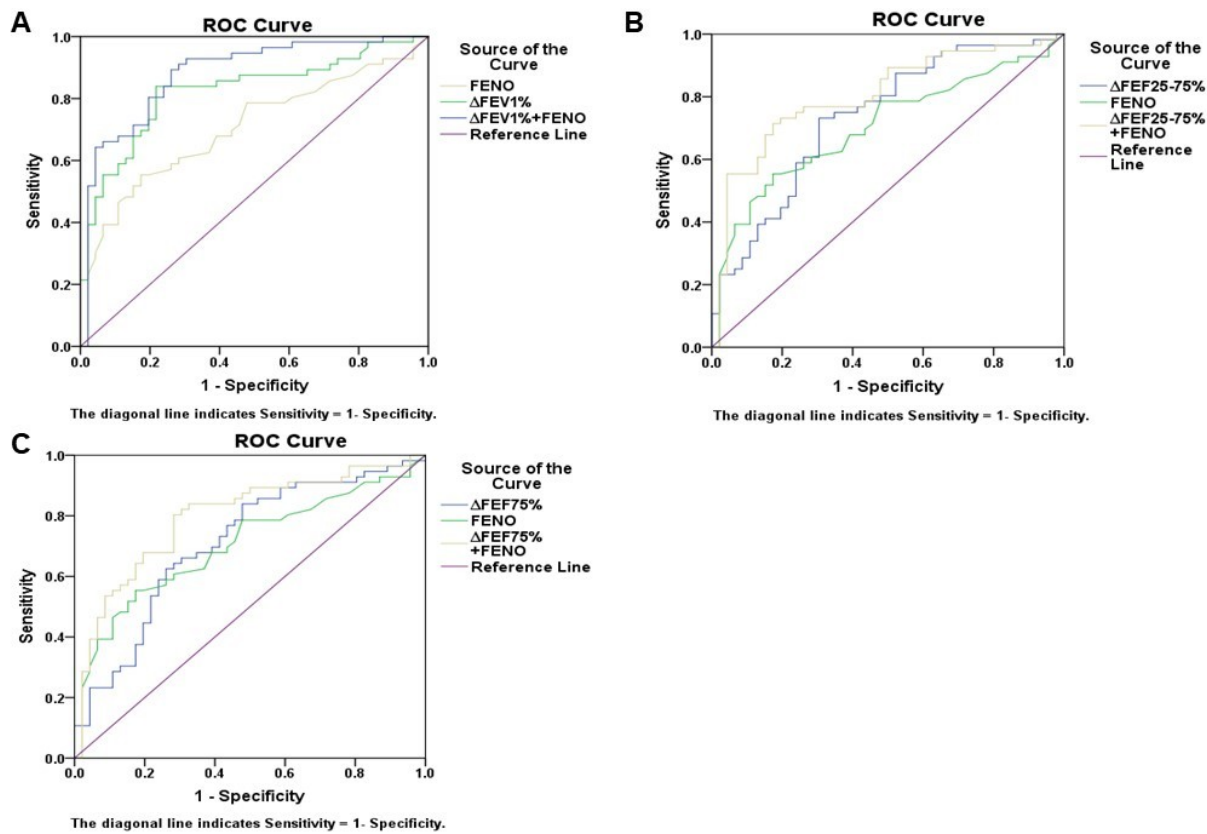 A
ROC Curve
1.0
0.8
0.6
0.4
0.2
0.0
Sensitivity
0.0 0.2 0.4 0.6 0.8 1.0
1 - Specificity
The diagonal line indicates Sensitivity = 1- Specificity.
Source of the
Curve
FENO
ΔFEV1%
ΔFEV1%+FENO
Reference Line
B
ROC Curve
1.0
0.8
0.6
0.4
0.2
0.0
Sensitivity
0.0 0.2 0.4 0.6 0.8 1.0
1 - Specificity
The diagonal line indicates Sensitivity = 1- Specificity.
Source of the
Curve
ΔFEF25-75%
FENO
ΔFEF25-75%
+FENO
Reference
Line
C
ROC Curve
1.0
0.8
0.6
0.4
0.2
0.0
Sensitivity
0.0 0.2 0.4 0.6 0.8 1.0
1 - Specificity
The diagonal line indicates Sensitivity = 1- Specificity.
Source of the
Curve
ΔFEF75%
FENO
ΔFEF75%
+FENO
Reference Line